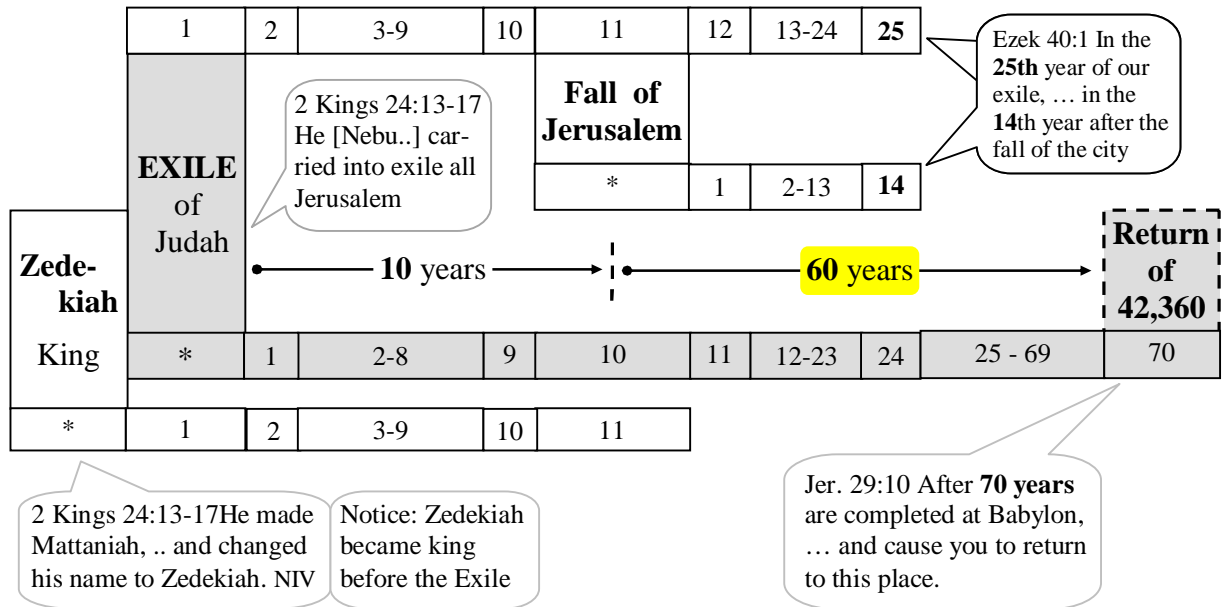 1 2 3-9 10 11 12 13-24 25
Ezek 40:1 In the
25th year of our
exile, … in the
14th year after the
fall of the city
2 Kings 24:13-17
He [Nebu..] car-
ried into exile all
Jerusalem
Fall of
Jerusalem
* 1 2-13 14
EXILE
of
Judah
Zede-
kiah
King
10 years
60 years
Return
of
42,360
* 1 2-8 9 10 11 12-23 24 25 - 69 70
* 1 2 3-9 10 11
2 Kings 24:13-17He made
Mattaniah, .. and changed
his name to Zedekiah. NIV
Notice: Zedekiah
became king
before the Exile
Jer. 29:10 After 70 years
are completed at Babylon,
… and cause you to return
to this place.